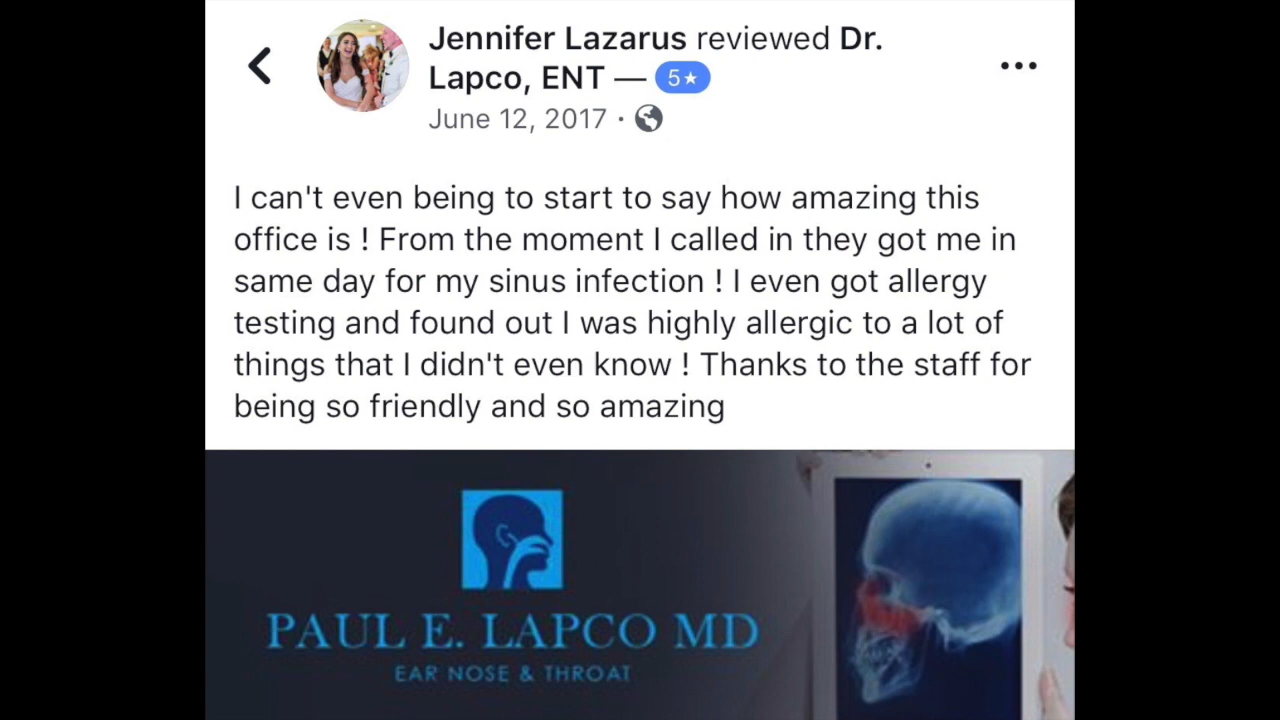 Jennifer Lazarus reviewed Dr.
Lapco, ENT — 5★
June 12, 2017 ·
I can't even being to start to say how amazing this
office is ! From the moment I called in they got me in
same day for my sinus infection ! I even got allergy
testing and found out I was highly allergic to a lot of
things that I didn't even know ! Thanks to the staff for
being so friendly and so amazing
PAUL E. LAPCO MD
EAR NOSE & THROAT